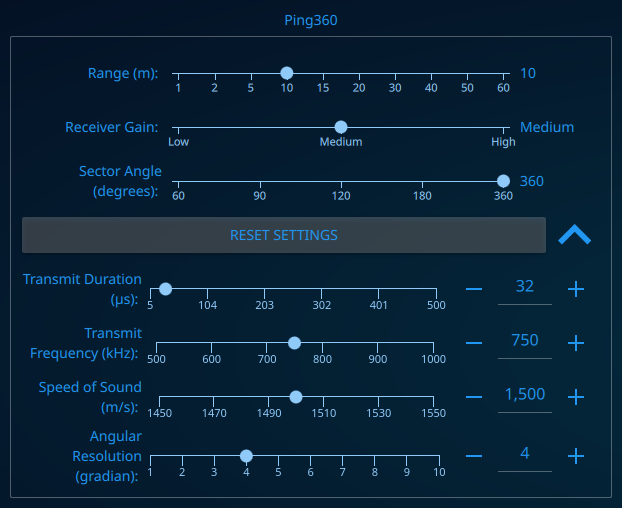 Ping360
Range (m):
10
1 2 5 10 15 20 30 40 50 60
Receiver Gain:
Medium
Low Medium High
Sector Angle
(degrees):
360
60 90 120 180 360
RESET SETTINGS
Transmit Duration
(µs):
32
5 104 203 302 401 500
Transmit
Frequency (kHz):
750
500 600 700 800 900 1000
Speed of Sound
(m/s):
1,500
1450 1470 1490 1510 1530 1550
Angular
Resolution
(gradian):
4
1 2 3 4 5 6 7 8 9 10